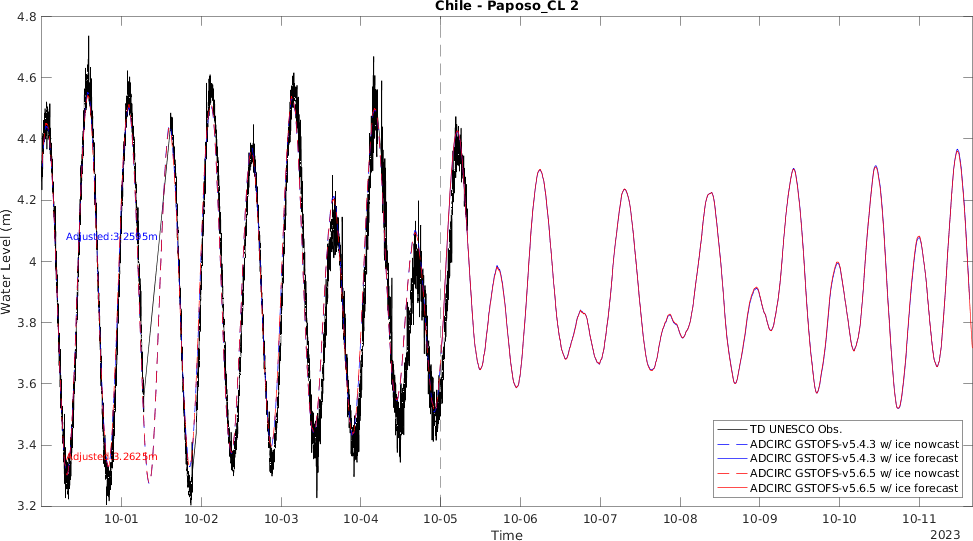 Chile - Paposo_CL 2
4.8
4.6
4.4
4.2
4
3.8
3.6
3.4
3.2
Water Level (m)
Adjusted:3.2595m
Adjusted:3.2625m
TD UNESCO Obs.
ADCIRC GSTOFS-v5.4.3 w/ ice nowcast
ADCIRC GSTOFS-v5.4.3 w/ ice forecast
ADCIRC GSTOFS-v5.6.5 w/ ice nowcast
ADCIRC GSTOFS-v5.6.5 w/ ice forecast
10-01 10-02 10-03 10-04 10-05 10-06 10-07 10-08 10-09 10-10 10-11
Time
2023